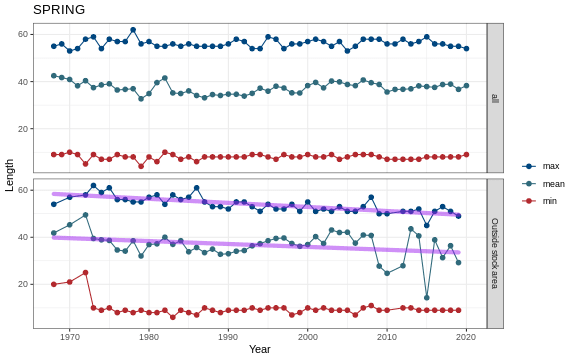 SPRING
60
40
20
all
60
40
20
Outside stock area
Length
1970
1980
1990
2000
2010
2020
Year
max
mean
min